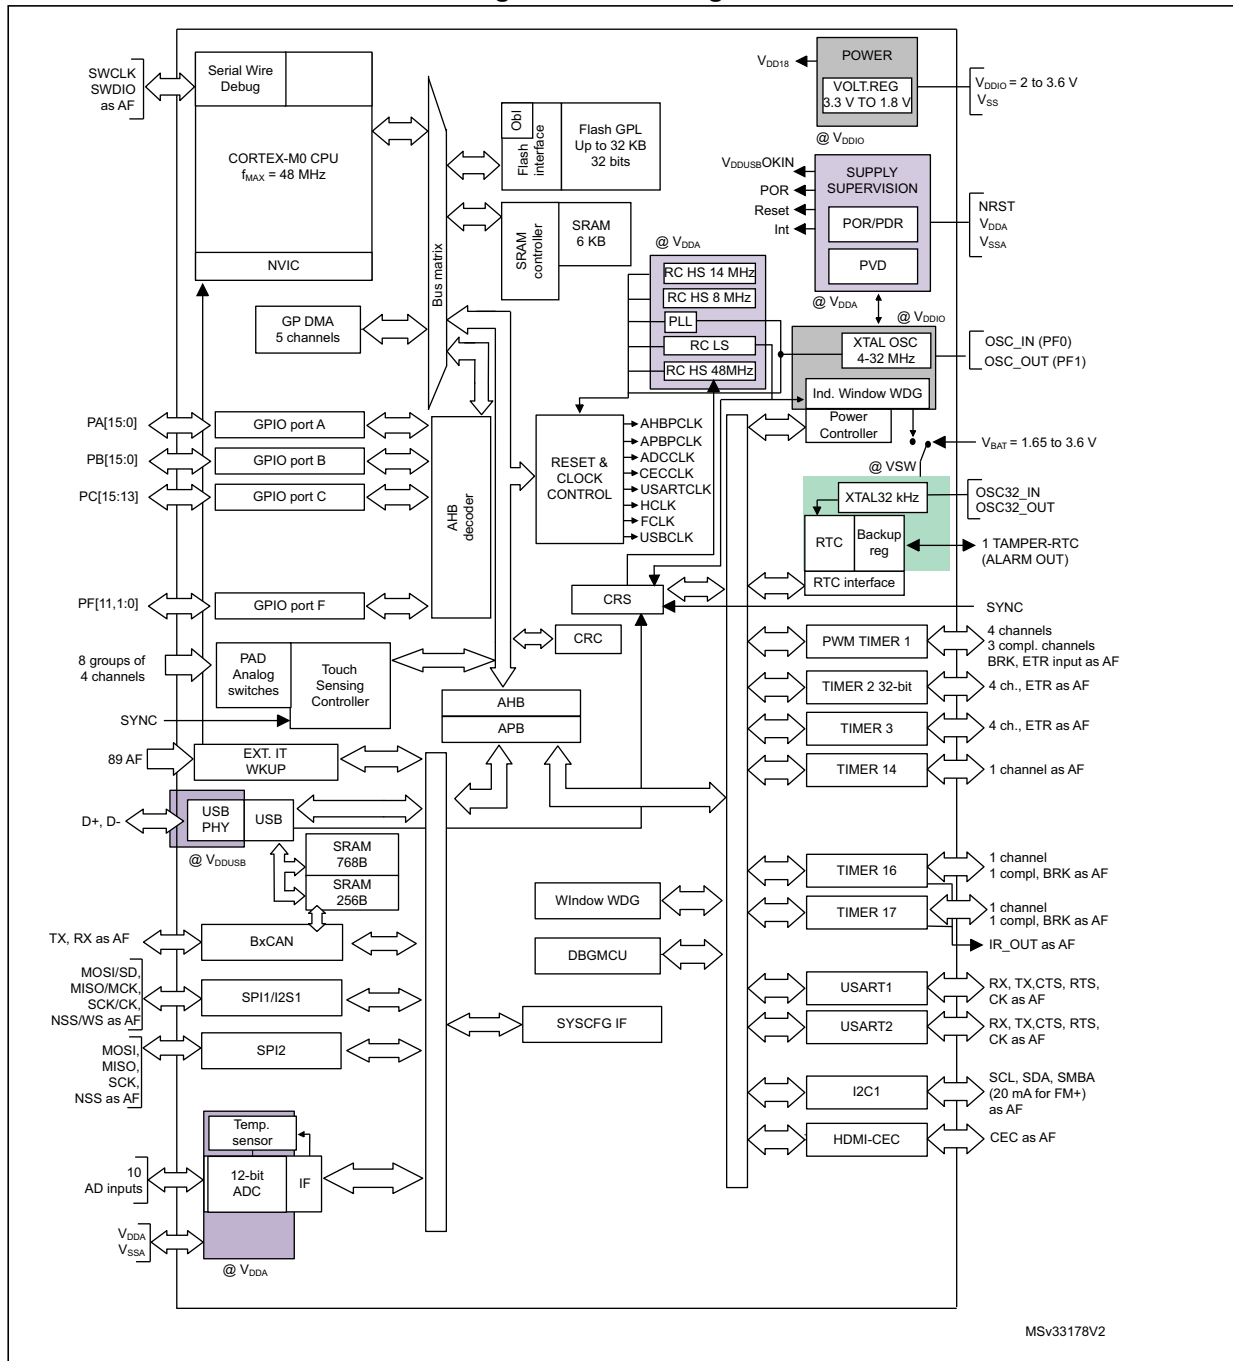 SWCLK
SWDIO
as AF
Serial Wire
Debug
CORTEX-M0 CPU
fMAX = 48 MHz
NVIC
Bus matrix
Obl
Flash
interface
Flash GPL
Up to 32 KB
32 bits
SRAM
controller
SRAM
6 KB
GP DMA
5 channels
VDD18
POWER
VOLT.REG
3.3 V TO 1.8 V
VDDIO = 2 to 3.6 V
VSS
@ VDDIO
VDDUSBOKIN
POR
Reset
Int
SUPPLY
SUPERVISION
POR/PDR
PVD
NRST
VDDA
VSSA
@ VDDA
@ VDDA
RC HS 14 MHz
RC HS 8 MHz
PLL
RC LS
RC HS 48MHz
@ VDDIO
XTAL OSC
4-32 MHz
Ind. Window WDG
Power
Controller
OSC_IN (PF0)
OSC_OUT (PF1)
VBAT = 1.65 to 3.6 V
@ VSW
XTAL32 kHz
OSC32_IN
OSC32_OUT
RTC
Backup
reg
RTC interface
1 TAMPER-RTC
(ALARM OUT)
PA[15:0]
GPIO port A
PB[15:0]
GPIO port B
PC[15:13]
GPIO port C
PF[11,1:0]
GPIO port F
AHB
decoder
RESET &
CLOCK
CONTROL
AHBPCLK
APBPCLK
ADCCLK
CECCLK
USARTCLK
HCLK
FCLK
USBCLK
CRS
SYNC
CRC
8 groups of
4 channels
PAD
Analog
switches
Touch
Sensing
Controller
SYNC
AHB
APB
89 AF
EXT. IT
WKUP
D+, D-
USB
PHY
USB
@ VDDUSB
SRAM
768B
SRAM
256B
TX, RX as AF
BxCAN
MOSI/SD,
MISO/MCK,
SCK/CK,
NSS/WS as AF
SPI1/I2S1
MOSI,
MISO,
SCK,
NSS as AF
SPI2
Temp.
sensor
12-bit
ADC
IF
10
AD inputs
VDDA
VSSA
@ VDDA
WIndow WDG
DBGMCU
SYSCFG IF
PWM TIMER 1
4 channels
3 compl. channels
BRK, ETR input as AF
TIMER 2 32-bit
4 ch., ETR as AF
TIMER 3
4 ch., ETR as AF
TIMER 14
1 channel as AF
TIMER 16
1 channel
1 compl, BRK as AF
TIMER 17
1 channel
1 compl, BRK as AF
IR_OUT as AF
USART1
RX, TX,CTS, RTS,
CK as AF
USART2
RX, TX,CTS, RTS,
CK as AF
I2C1
SCL, SDA, SMBA
(20 mA for FM+)
as AF
HDMI-CEC
CEC as AF
MSv33178V2